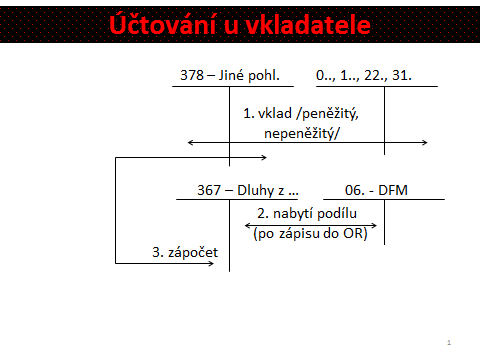 Účtování u vkladatele
378 – Jiné pohl.
0.., 1.., 22., 31.
1. vklad /peněžitý,
nepeněžitý/
367 – Dluhy z ...
06. - DFM
2. nabytí podílu
(po zápisu do OR)
3. zápočet
1